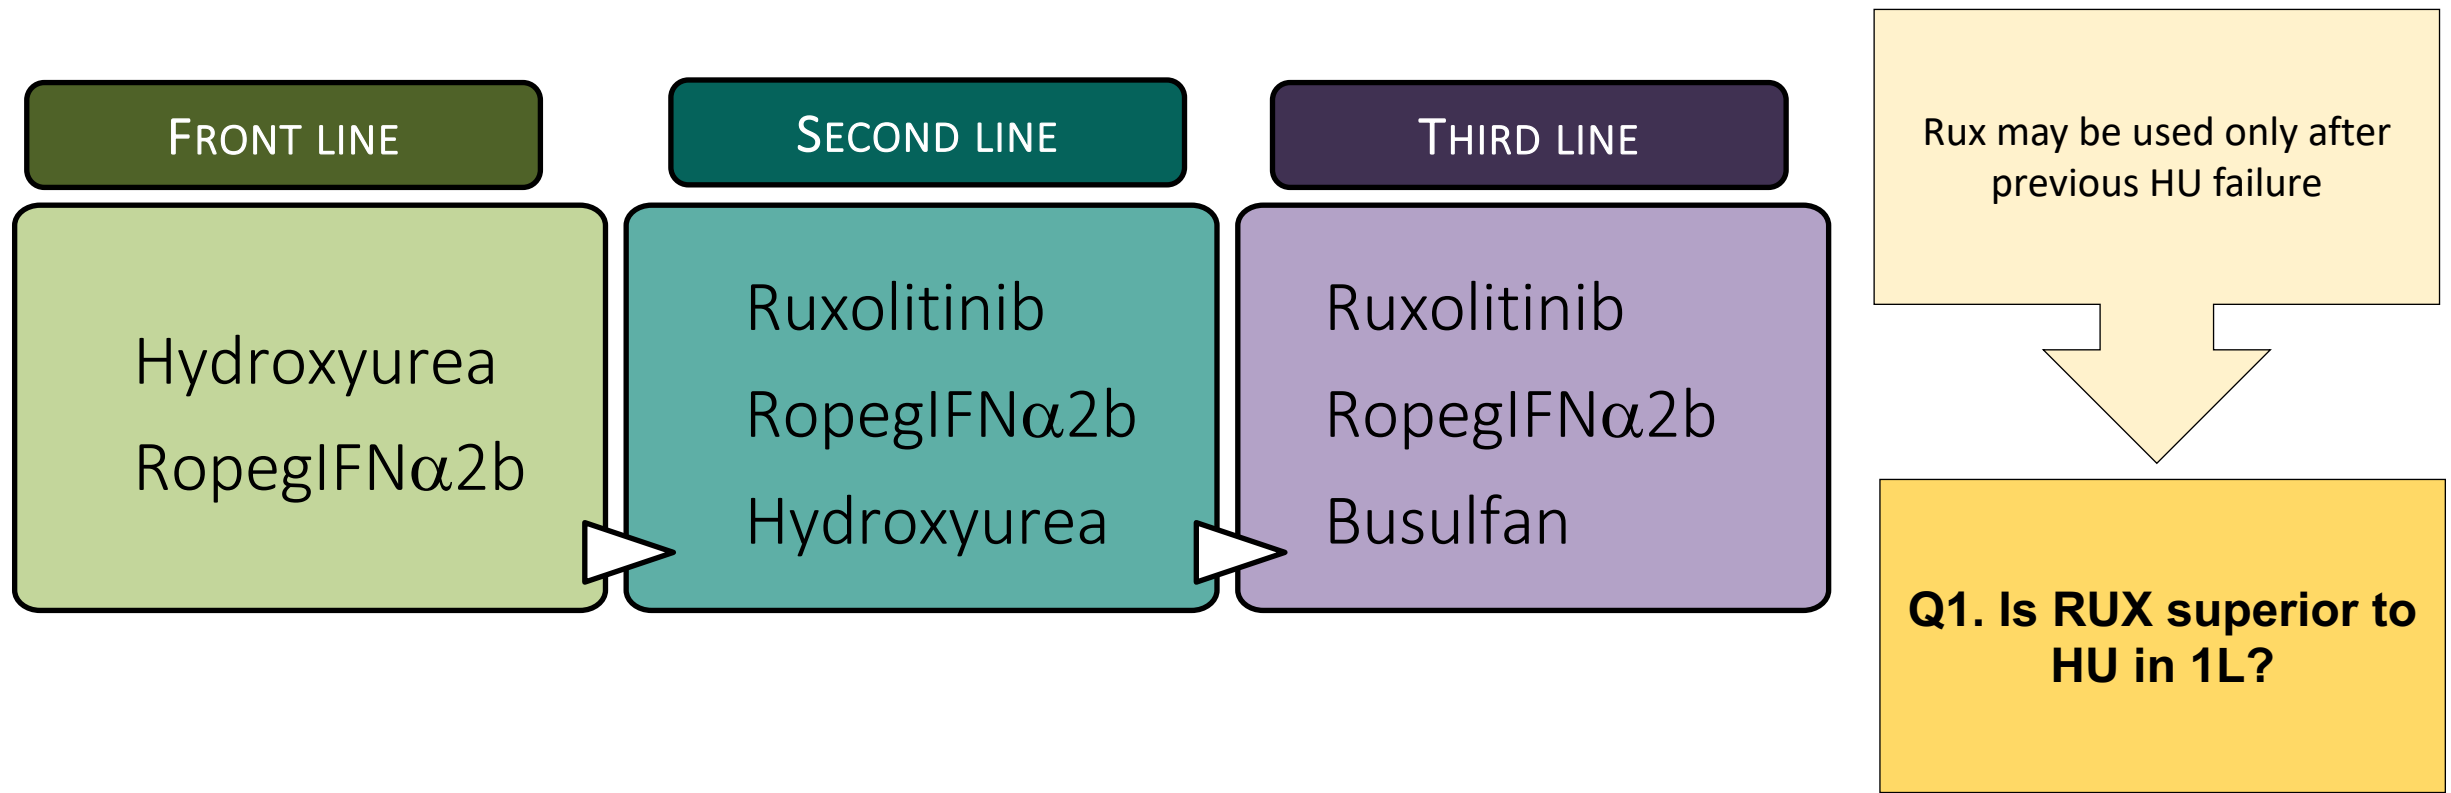 FRONT LINE
Hydroxyurea
RopegIFNα2b
SECOND LINE
Ruxolitinib
RopegIFNα2b
Hydroxyurea
THIRD LINE
Ruxolitinib
RopegIFNα2b
Busulfan
Rux may be used only after
previous HU failure
Q1. Is RUX superior to
HU in 1L?